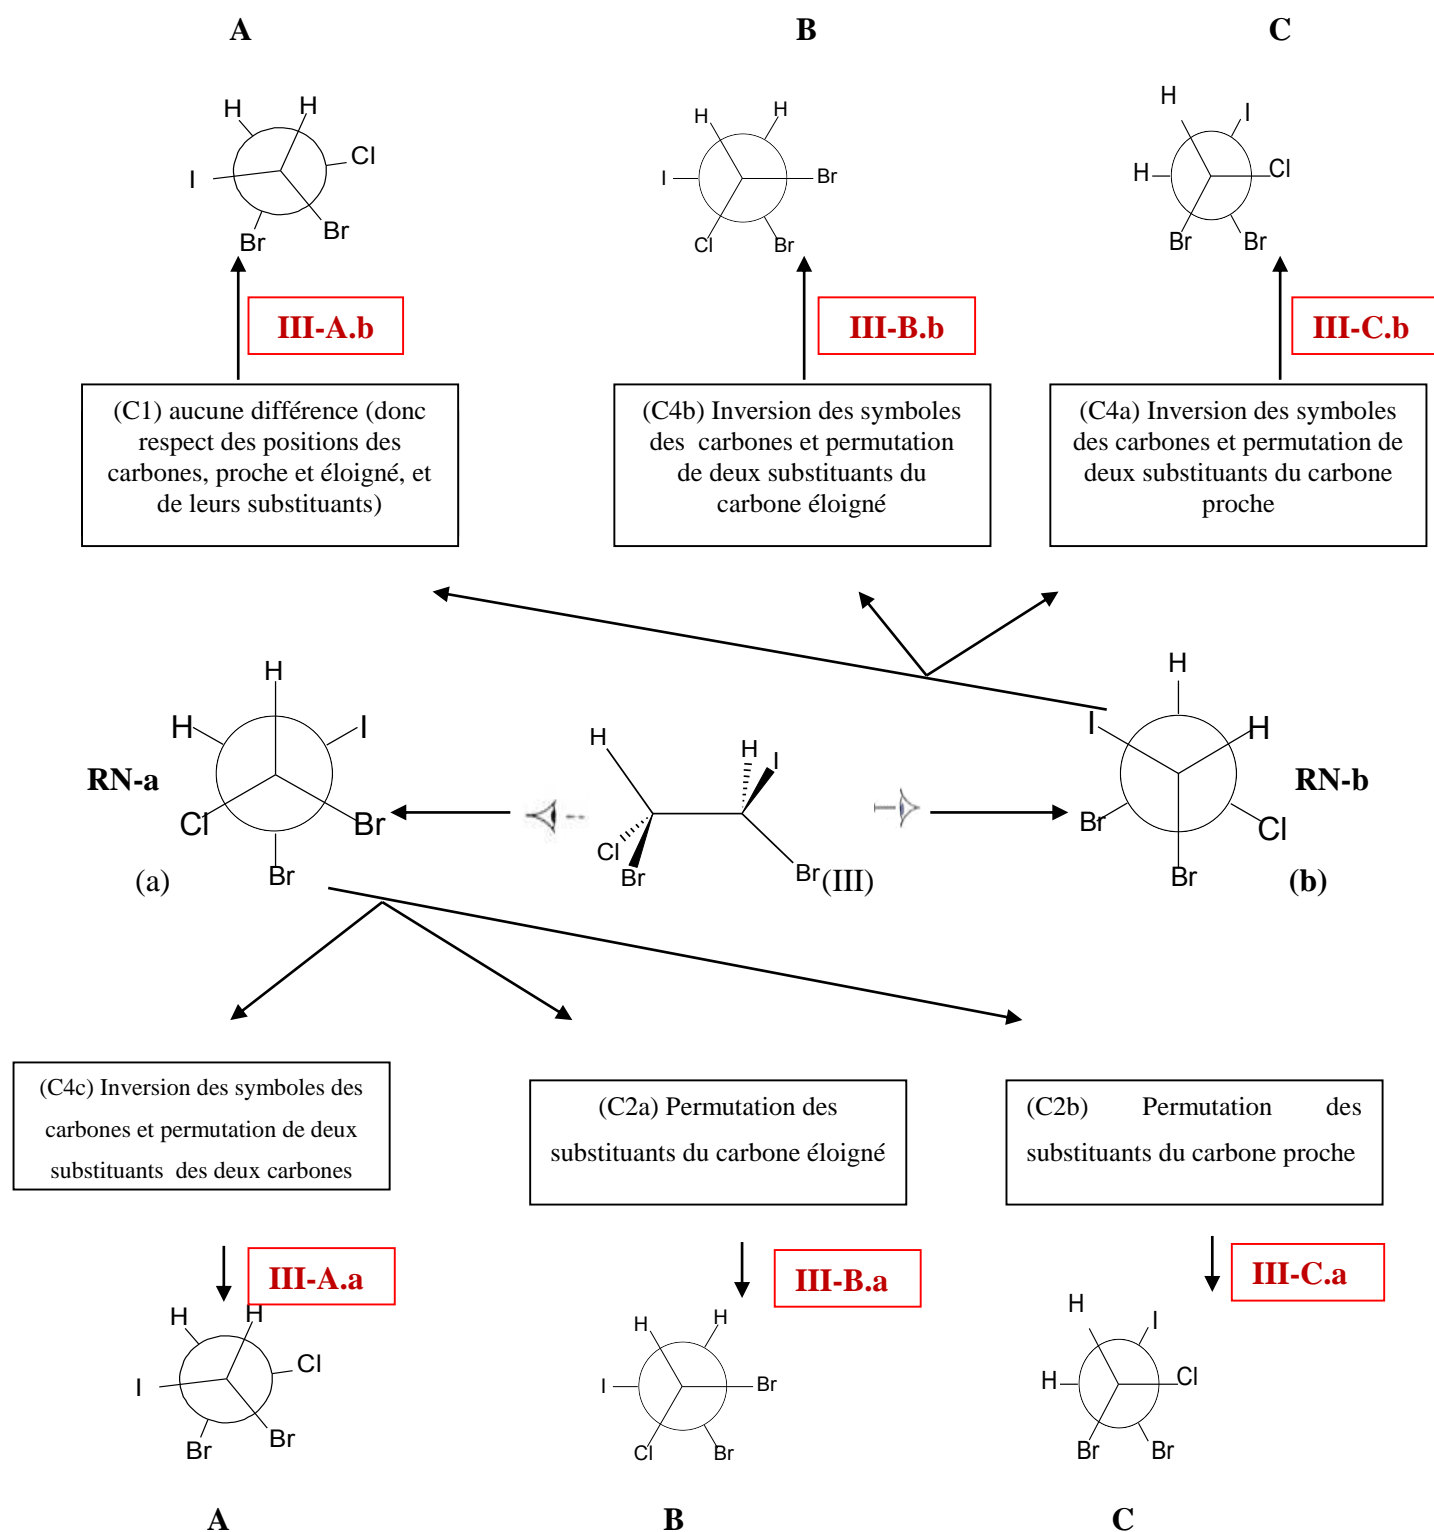 A B C
H H
Cl
I
Br Br
H H
I Br
Cl Br
H
I
H Cl
Br Br
III-A.b III-B.b III-C.b
(C1) aucune différence (donc
respect des positions des
carbones, proche et éloigné, et
de leurs substituants)
(C4b) Inversion des symboles
des carbones et permutation
de deux substituants du
carbone éloigné
(C4a) Inversion des symboles
des carbones et permutation de
deux substituants du carbone
proche
H
H I
RN-a
Cl Br
Br
(a)
H
H I
Cl
Br
Br (III)
H
I H
RN-b
Br Cl
Br
(b)
(C4c) Inversion des symboles des
carbones et permutation de deux
substituants des deux carbones
(C2a) Permutation des
substituants du carbone éloigné
(C2b) Permutation des
substituants du carbone proche
III-A.a III-B.a III-C.a
H H
Cl
I
Br Br
H H
I Br
Cl Br
H
I
H Cl
Br Br
A B C